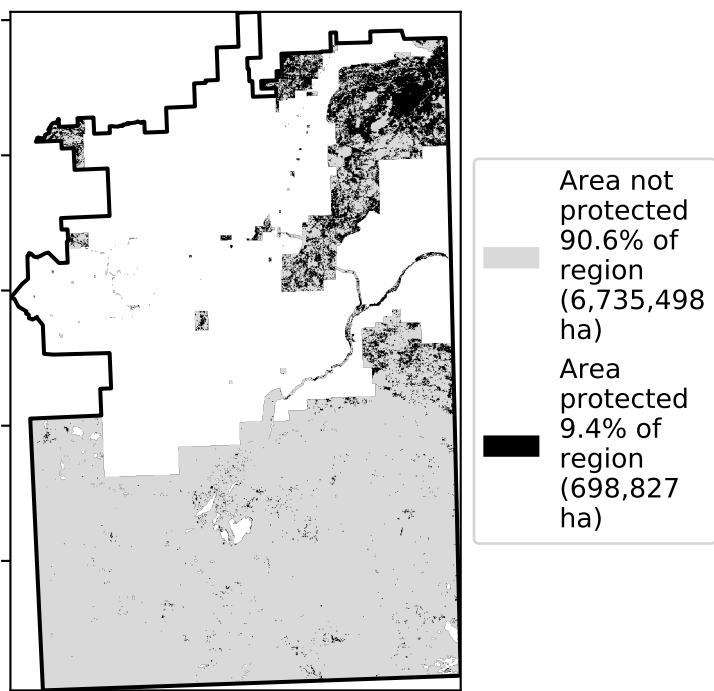 Area not
protected
90.6% of
region
(6,735,498
ha)
Area
protected
9.4% of
region
(698,827
ha)